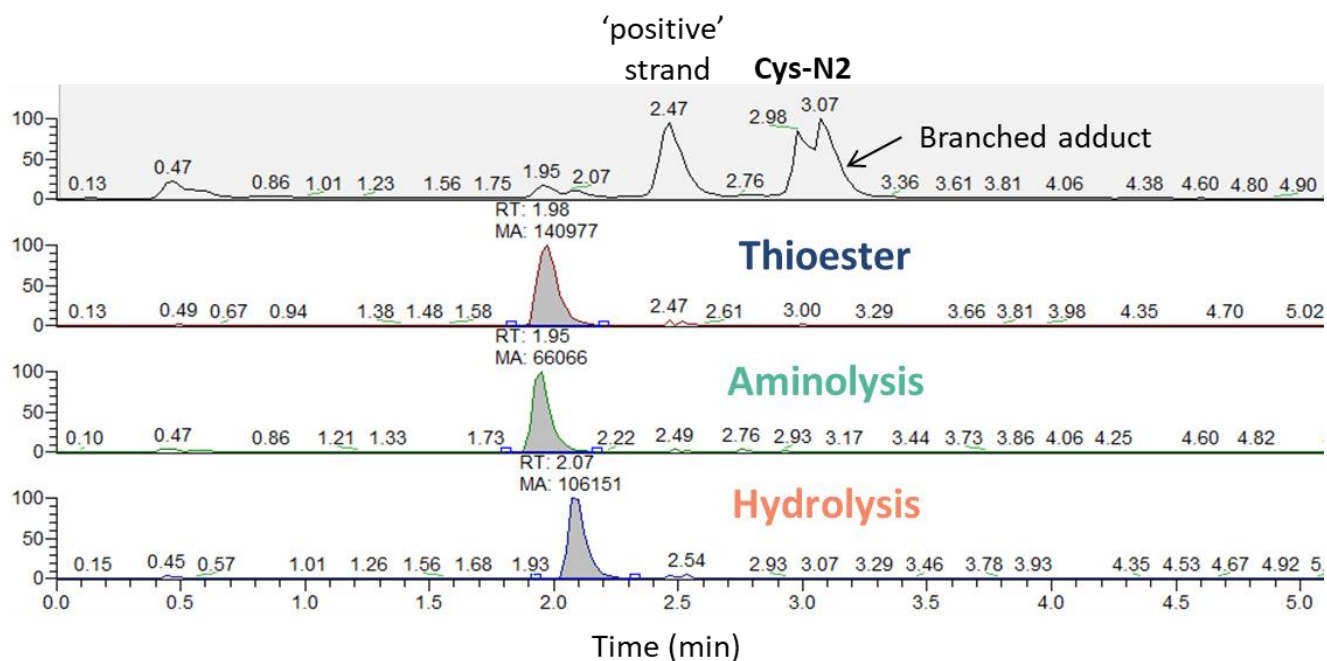 ‘positive’
strand Cys-N2
2.47 2.98 3.07
Branched adduct
100
50
0
0.13 0.47 0.86 1.01 1.23 1.56 1.75 1.95 2.07 2.76 3.36 3.61 3.81 4.06 4.38 4.60 4.80 4.90
RT: 1.98
MA: 140977
Thioester
100
50
0
0.13 0.49 0.67 0.94 1.38 1.48 1.58 2.47 2.61 3.00 3.29 3.66 3.81 3.98 4.35 4.70 5.02
RT: 1.95
MA: 66066
Aminolysis
100
50
0
0.10 0.47 0.86 1.21 1.33 1.73 2.22 2.49 2.76 2.93 3.17 3.44 3.73 3.86 4.06 4.25 4.60 4.82
RT: 2.07
MA: 106151
Hydrolysis
100
50
0
0.15 0.45 0.57 1.01 1.26 1.56 1.68 1.93 2.54 2.93 3.07 3.29 3.46 3.78 3.93 4.35 4.53 4.67 4.92
0.0 0.5 1.0 1.5 2.0 2.5 3.0 3.5 4.0 4.5 5.0
Time (min)